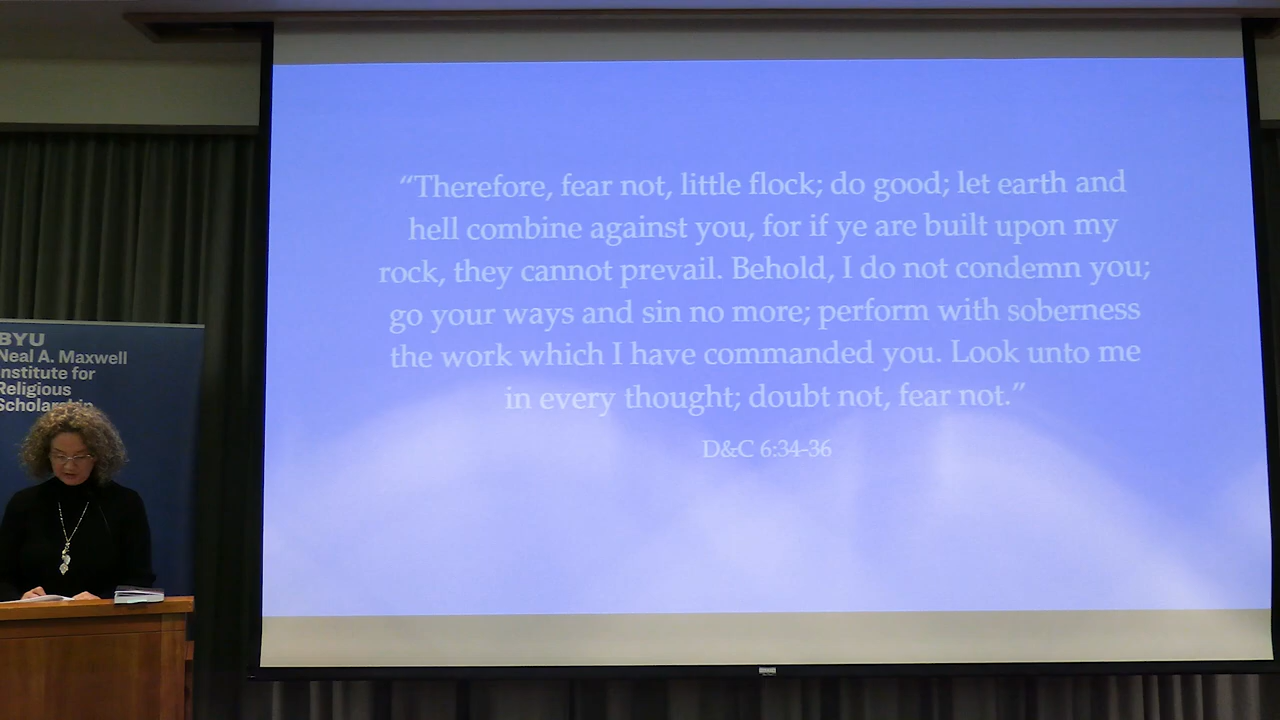 “Therefore, fear not, little flock; do good; let earth and
hell combine against you, for if ye are built upon my
rock, they cannot prevail. Behold, I do not condemn you;
go your ways and sin no more; perform with soberness
the work which I have commanded you. Look unto me
in every thought; doubt not, fear not.”
D&C 6:34-36
BYU
Neal A. Maxwell
Institute for
Religious
Scholarship